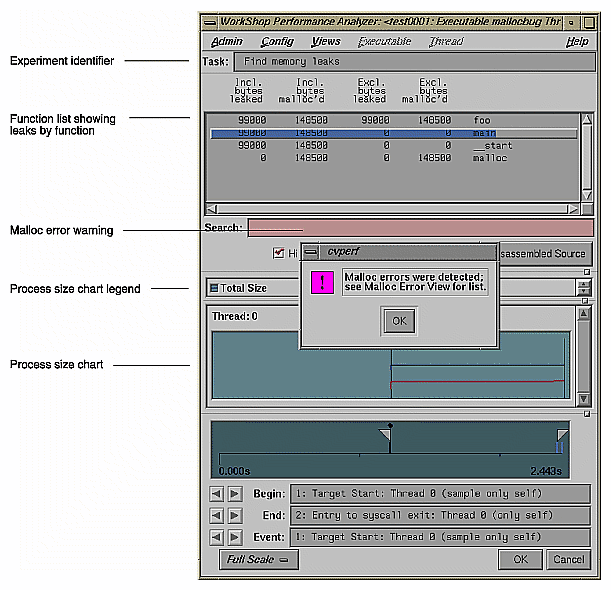 WorkShop Performance Analyzer: <test0001: Executable mallocbug Thr
Admin Config Views Executable Thread Help
Experiment identifier
Task: Find memory leaks
Incl. bytes leaked Incl. bytes malloc'd Excl. bytes leaked Excl. bytes malloc'd
Function list showing
leaks by function
99000 148500 99000 148500 foo
99000 148500 0 0 main
99000 148500 0 0 __start
0 148500 0 148500 malloc
Malloc error warning
Search:
Hi
sassembled Source
cvperf
! Malloc errors were detected;
see Malloc Error View for list.
OK
Process size chart legend
Total Size
Thread: 0
Process size chart
0.000s 2.443s
Begin: 1: Target Start: Thread 0 (sample only self)
End: 2: Entry to syscall exit: Thread 0 (only self)
Event: 1: Target Start: Thread 0 (sample only self)
Full Scale OK Cancel